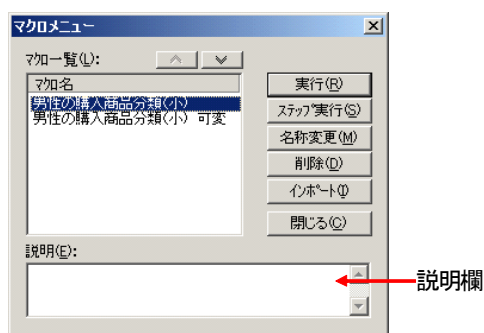 マクロメニュー
マクロ一覧(L):
マクロ名
男性の購入商品分類(小)
男性の購入商品分類(小) 可変
実行(R)
ステップ実行(S)
名称変更(M)
削除(D)
インポート(I)
閉じる(C)
説明(E):
説明欄